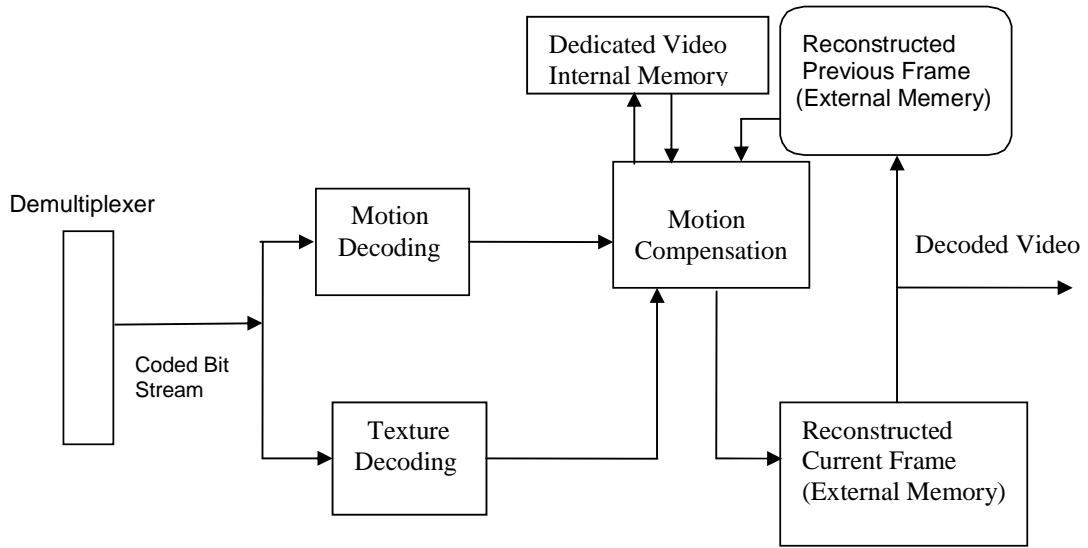 Dedicated Video
Internal Memory
Reconstructed
Previous Frame
(External Memery)
Demultiplexer
Motion
Decoding
Motion
Compensation
Decoded Video
Coded Bit
Stream
Texture
Decoding
Reconstructed
Current Frame
(External Memory)